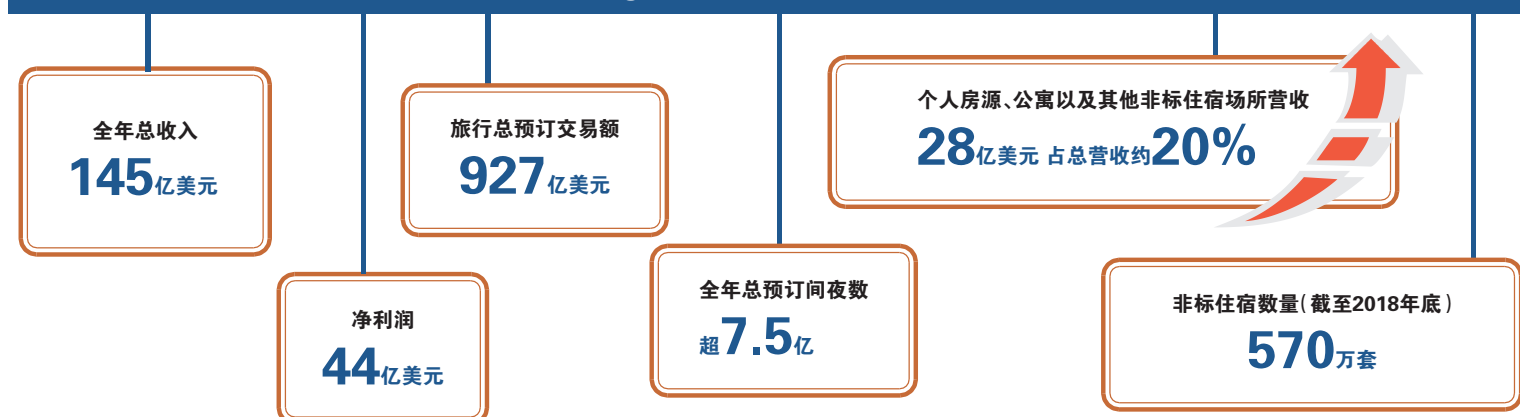 全年总收入
145亿美元
净利润
44亿美元
旅行总预订交易额
927亿美元
全年总预订间夜数
超7.5亿
个人房源、公寓以及其他非标住宿场所营收
28亿美元 占总营收约20%
非标住宿数量(截至2018年底)
570万套